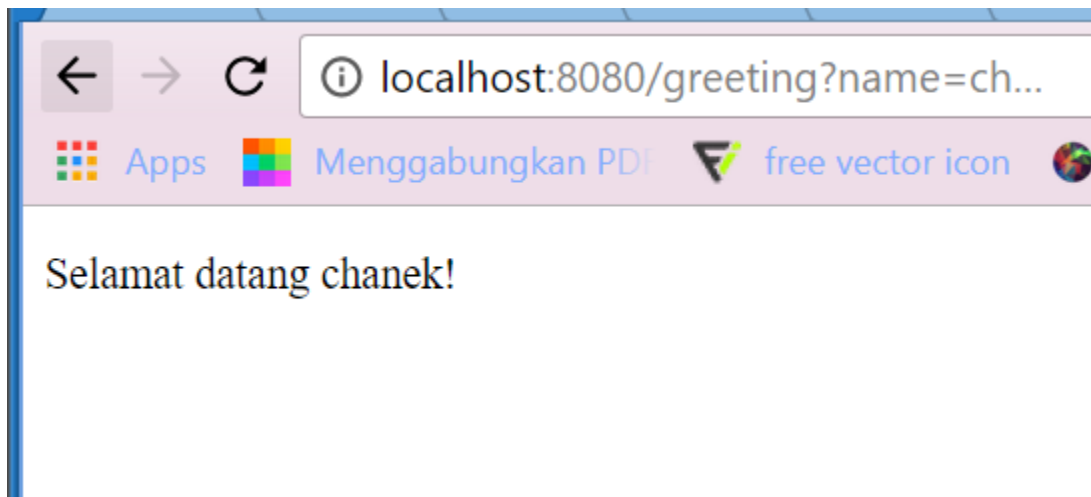 localhost:8080/greeting?name=ch...
Apps Menggabungkan PDF free vector icon
Selamat datang chanek!